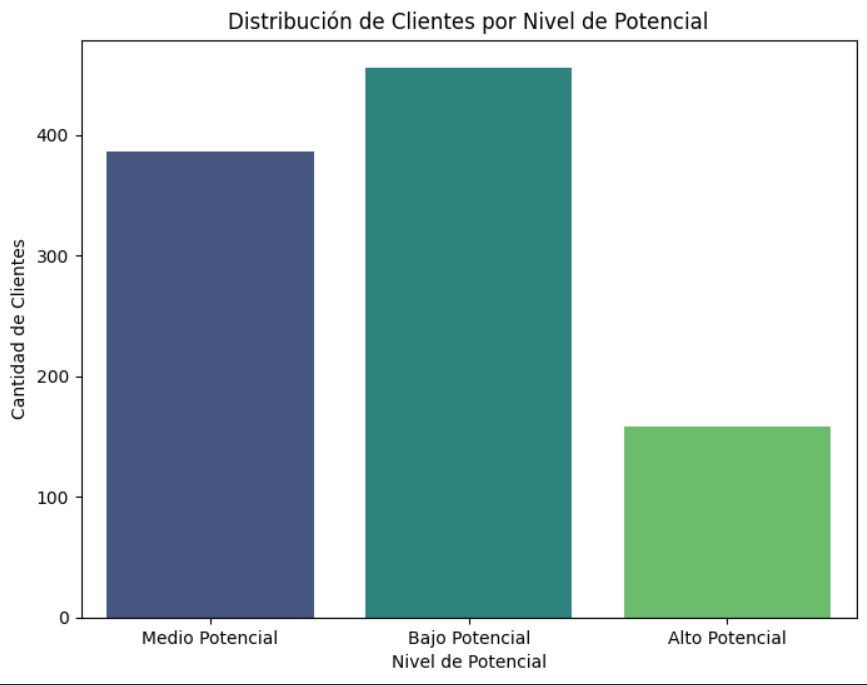 Distribución de Clientes por Nivel de Potencial
Cantidad de Clientes
400
300
200
100
0
Medio Potencial Bajo Potencial Alto Potencial
Nivel de Potencial